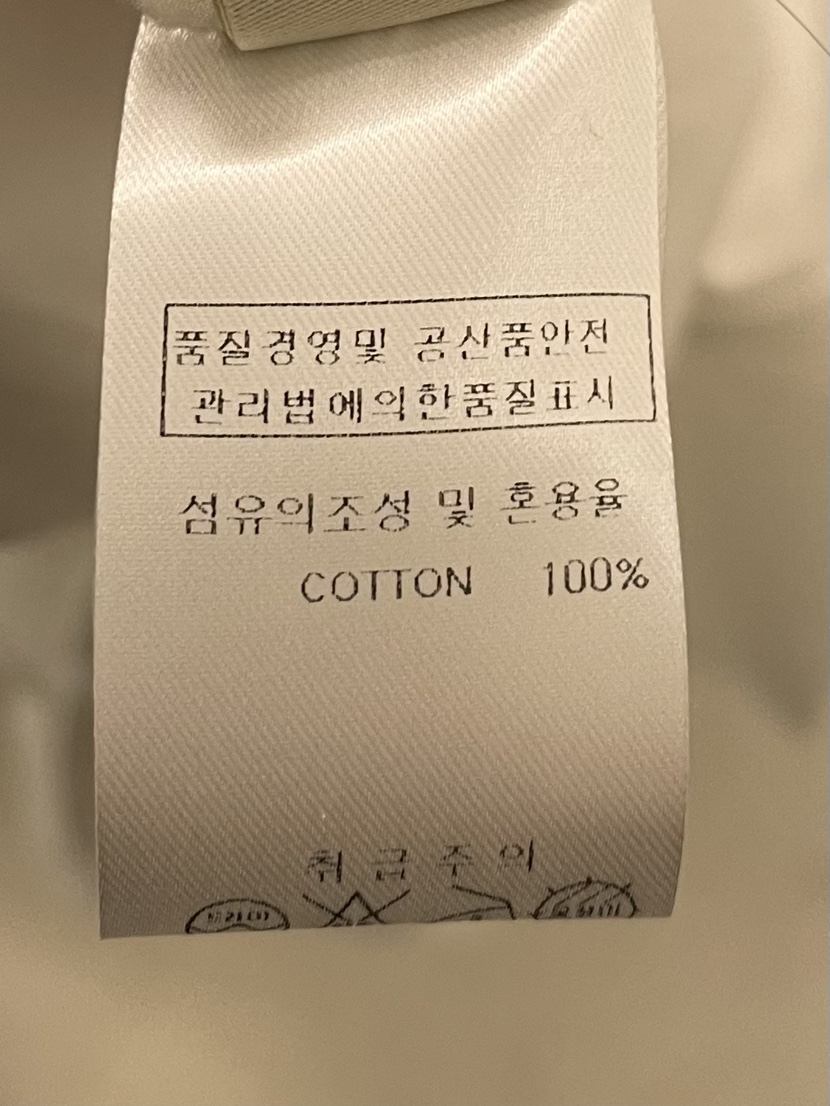 품질경영및 공산품안전
관리법에의한품질표시
섬유의조성 및 혼용율
COTTON 100%
취급주의